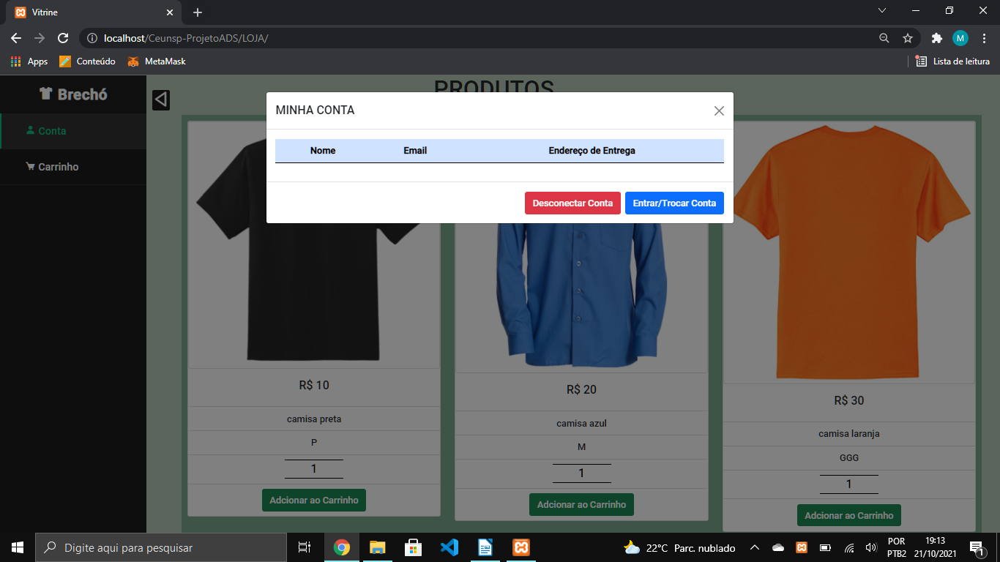 Vitrine
localhost/Ceunsp-ProjetoADS/LOJA/
M
Apps
Conteúdo
MetaMask
Lista de leitura
Brechó
Conta
Carrinho
PRODUTOS
MINHA CONTA
Nome Email Endereço de Entrega
Desconectar Conta Entrar/Trocar Conta
R$ 10
camisa preta
P
1
Adcionar ao Carrinho
R$ 20
camisa azul
M
1
Adcionar ao Carrinho
R$ 30
camisa laranja
GGG
1
Adcionar ao Carrinho
Digite aqui para pesquisar
22°C Parc. nublado
POR
PTB2
19:13
21/10/2021
1